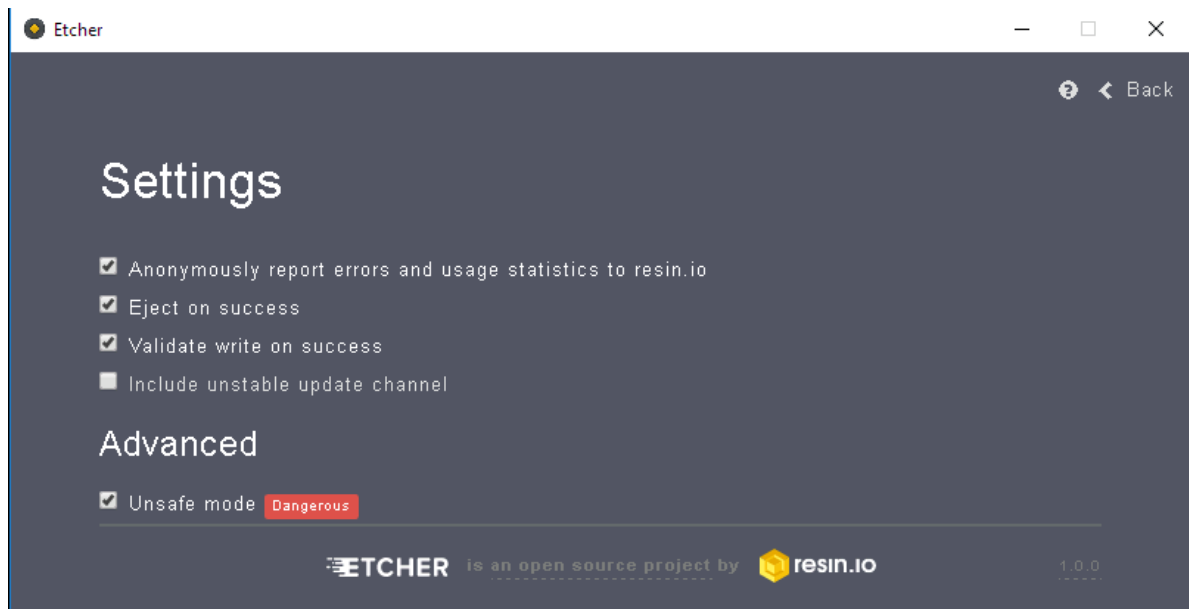 Etcher
Back
Settings
Anonymously report errors and usage statistics to resin.io
Eject on success
Validate write on success
Include unstable update channel
Advanced
Unsafe mode Dangerous
ETCHER is an open source project by resin.io 1.0.0